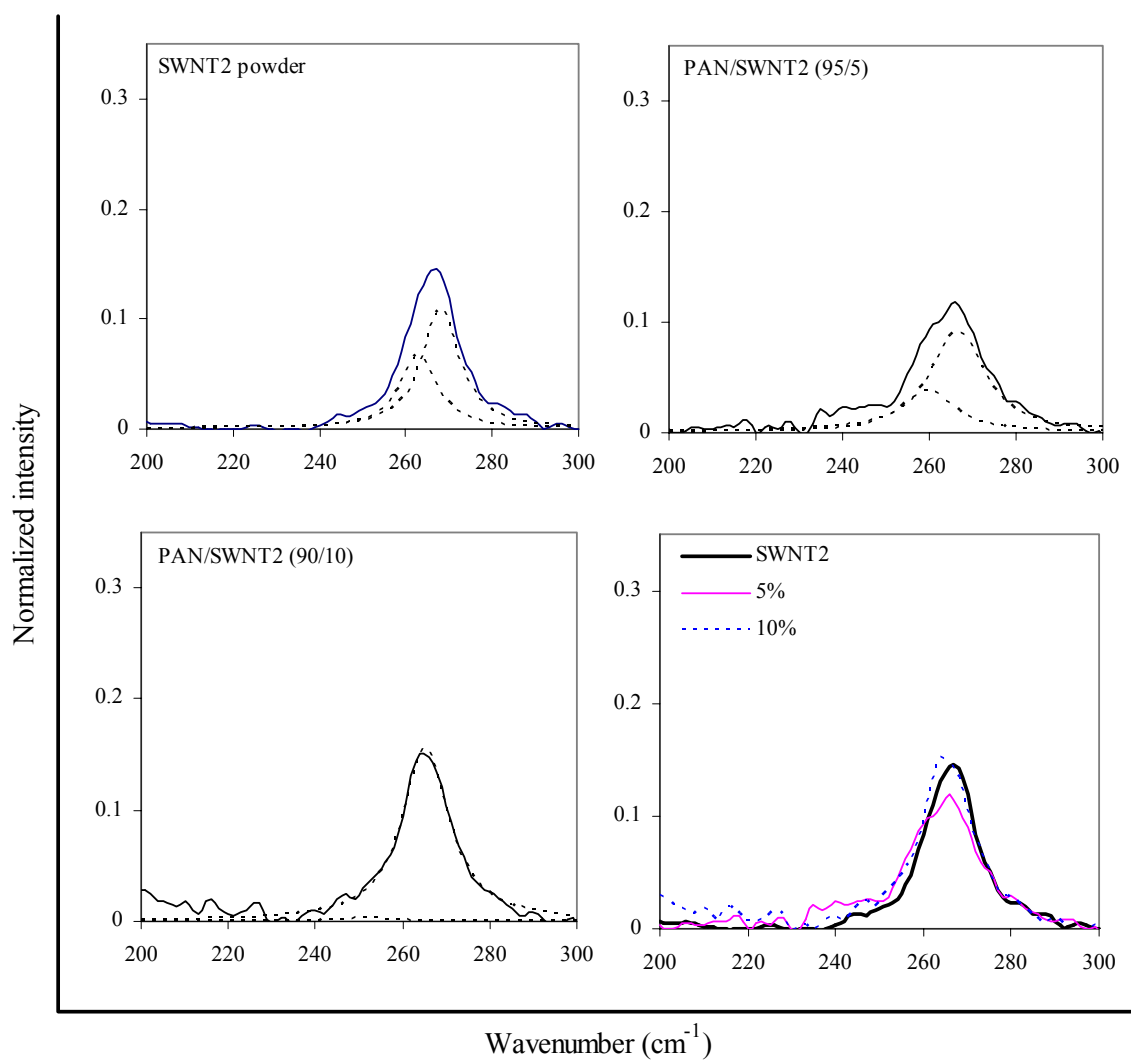 SWNT2 powder
0.3
0.2
0.1
0
200 220 240 260 280 300
PAN/SWNT2 (95/5)
0.3
0.2
0.1
0
200 220 240 260 280 300
PAN/SWNT2 (90/10)
0.3
0.2
0.1
0
200 220 240 260 280 300
SWNT2
5%
10%
0.3
0.2
0.1
0
200 220 240 260 280 300
Normalized intensity
Wavenumber (cm⁻¹)